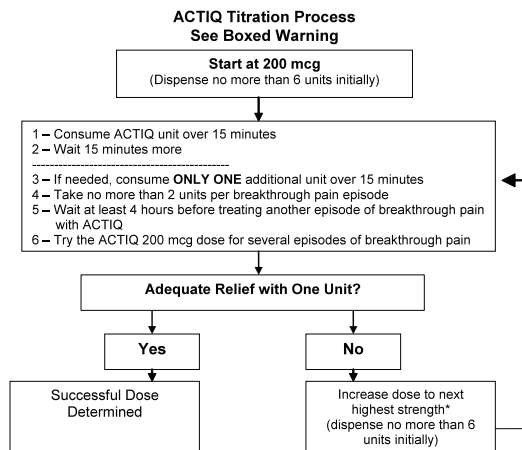 ACTIQ Titration Process
See Boxed Warning
Start at 200 mcg
(Dispense no more than 6 units initially)
1 – Consume ACTIQ unit over 15 minutes
2 – Wait 15 minutes more
---------------------------------------------
3 – If needed, consume ONLY ONE additional unit over 15 minutes
4 – Take no more than 2 units per breakthrough pain episode
5 – Wait at least 4 hours before treating another episode of breakthrough pain
with ACTIQ
6 – Try the ACTIQ 200 mcg dose for several episodes of breakthrough pain
Adequate Relief with One Unit?
Yes
No
Successful Dose
Determined
Increase dose to next
highest strength*
(dispense no more than 6
units initially)